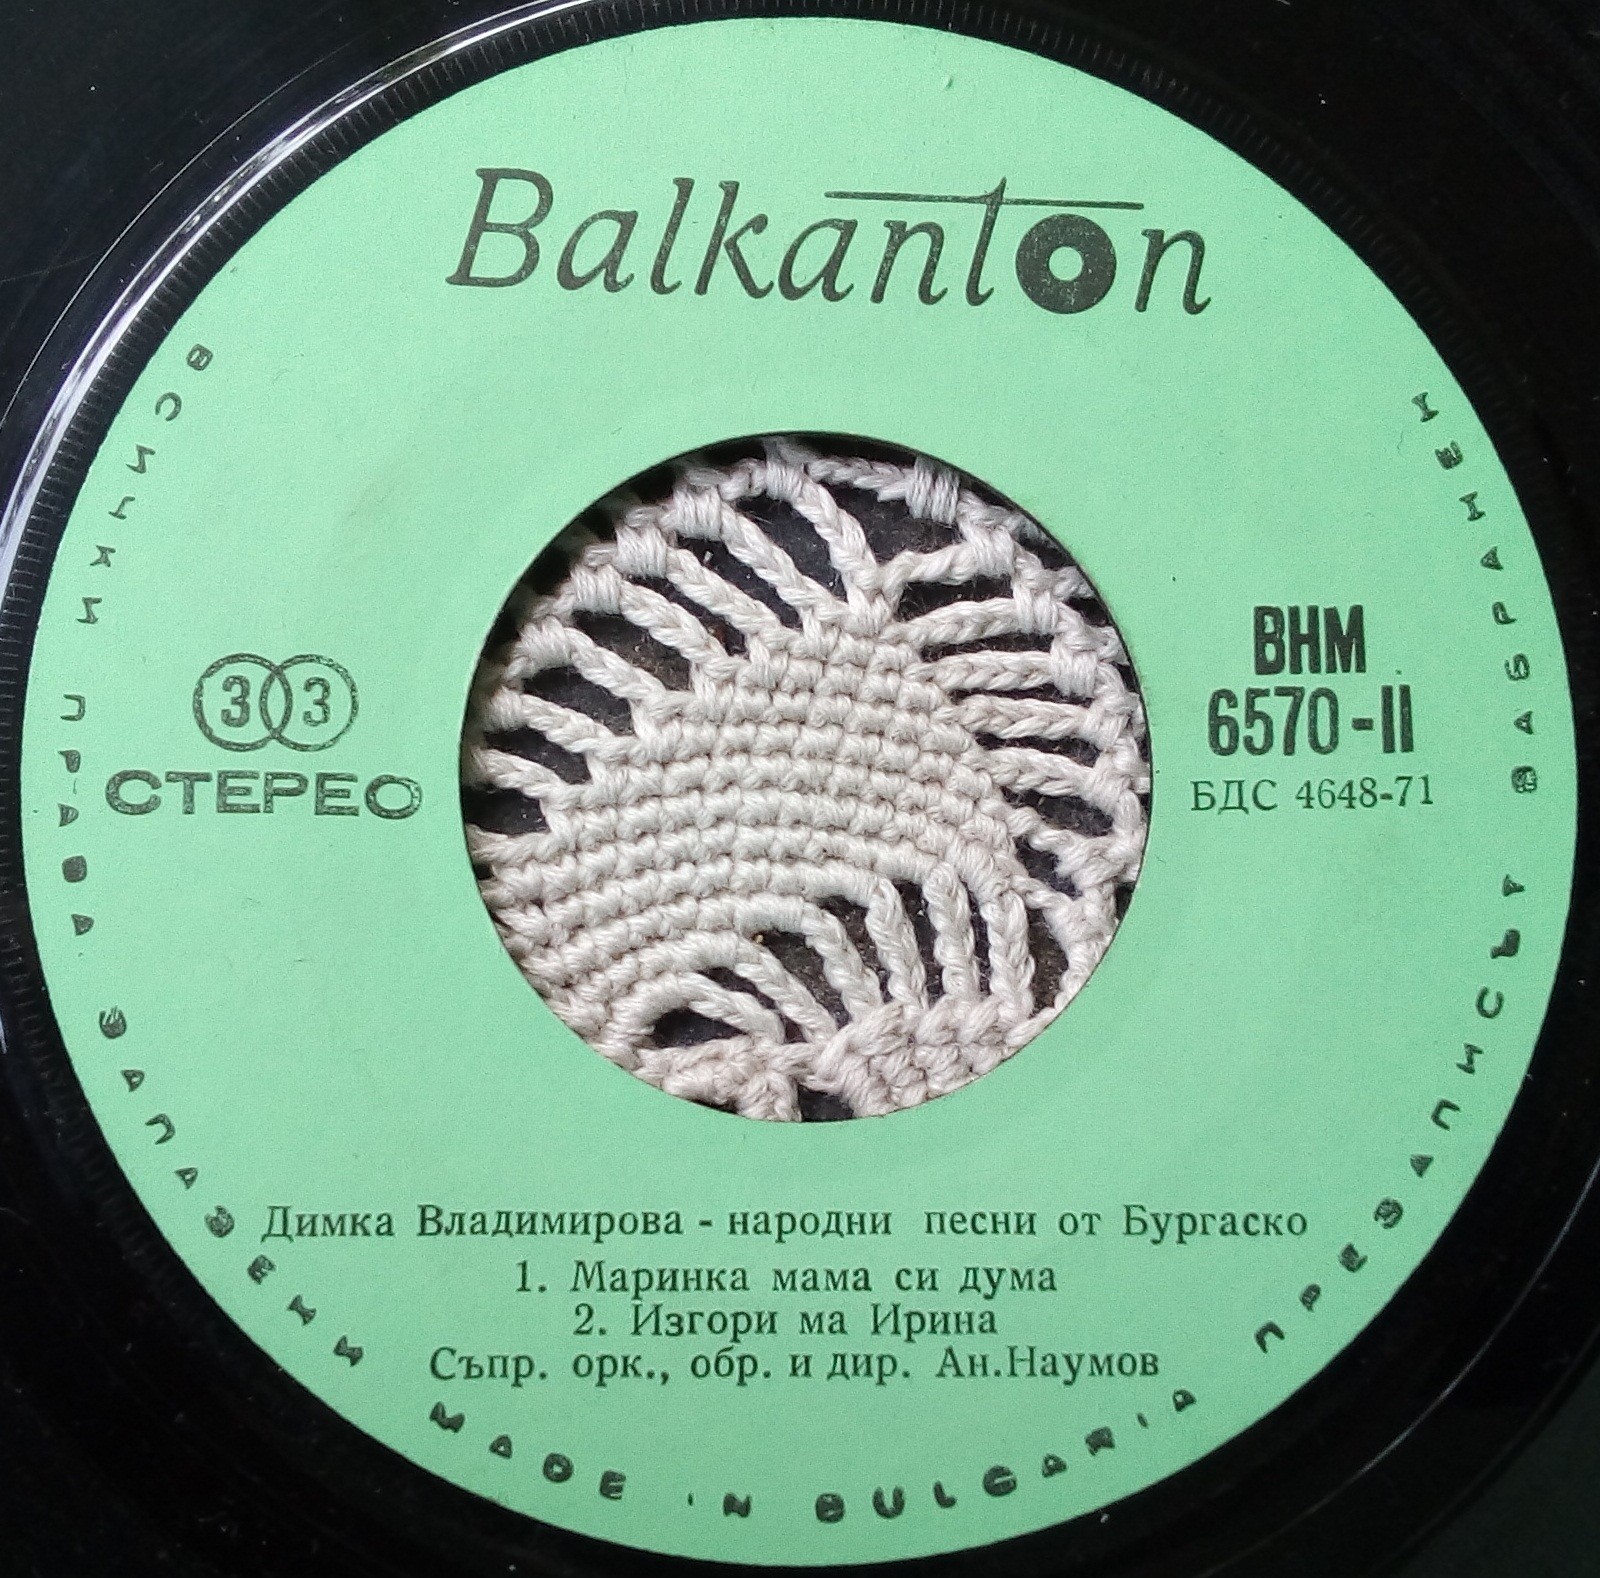 Balkanton
ВСИЧКИ ПРАВА ЗАПАЗЕНИ
MADE IN BULGARIA
ПРЕЗАПИСЪТ ЗАБРАНЕН
33
СТЕРЕО
ВНМ
6570-II
БДС 4648-71
Димка Владимирова - народни песни от Бургаско
1. Маринка мама си дума
2. Изгори ма Ирина
Съпр. орк., обр. и дир. Ан.Наумов